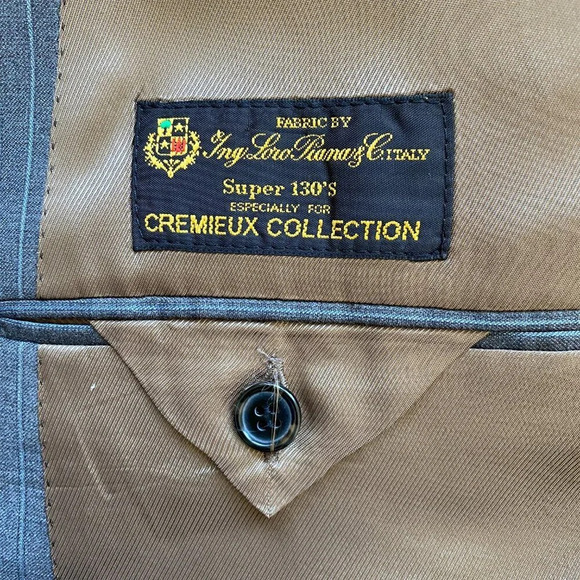 FABRIC BY
Ing. Loro Piana & C. ITALY
Super 130'S
ESPECIALLY FOR
CREMIEUX COLLECTION